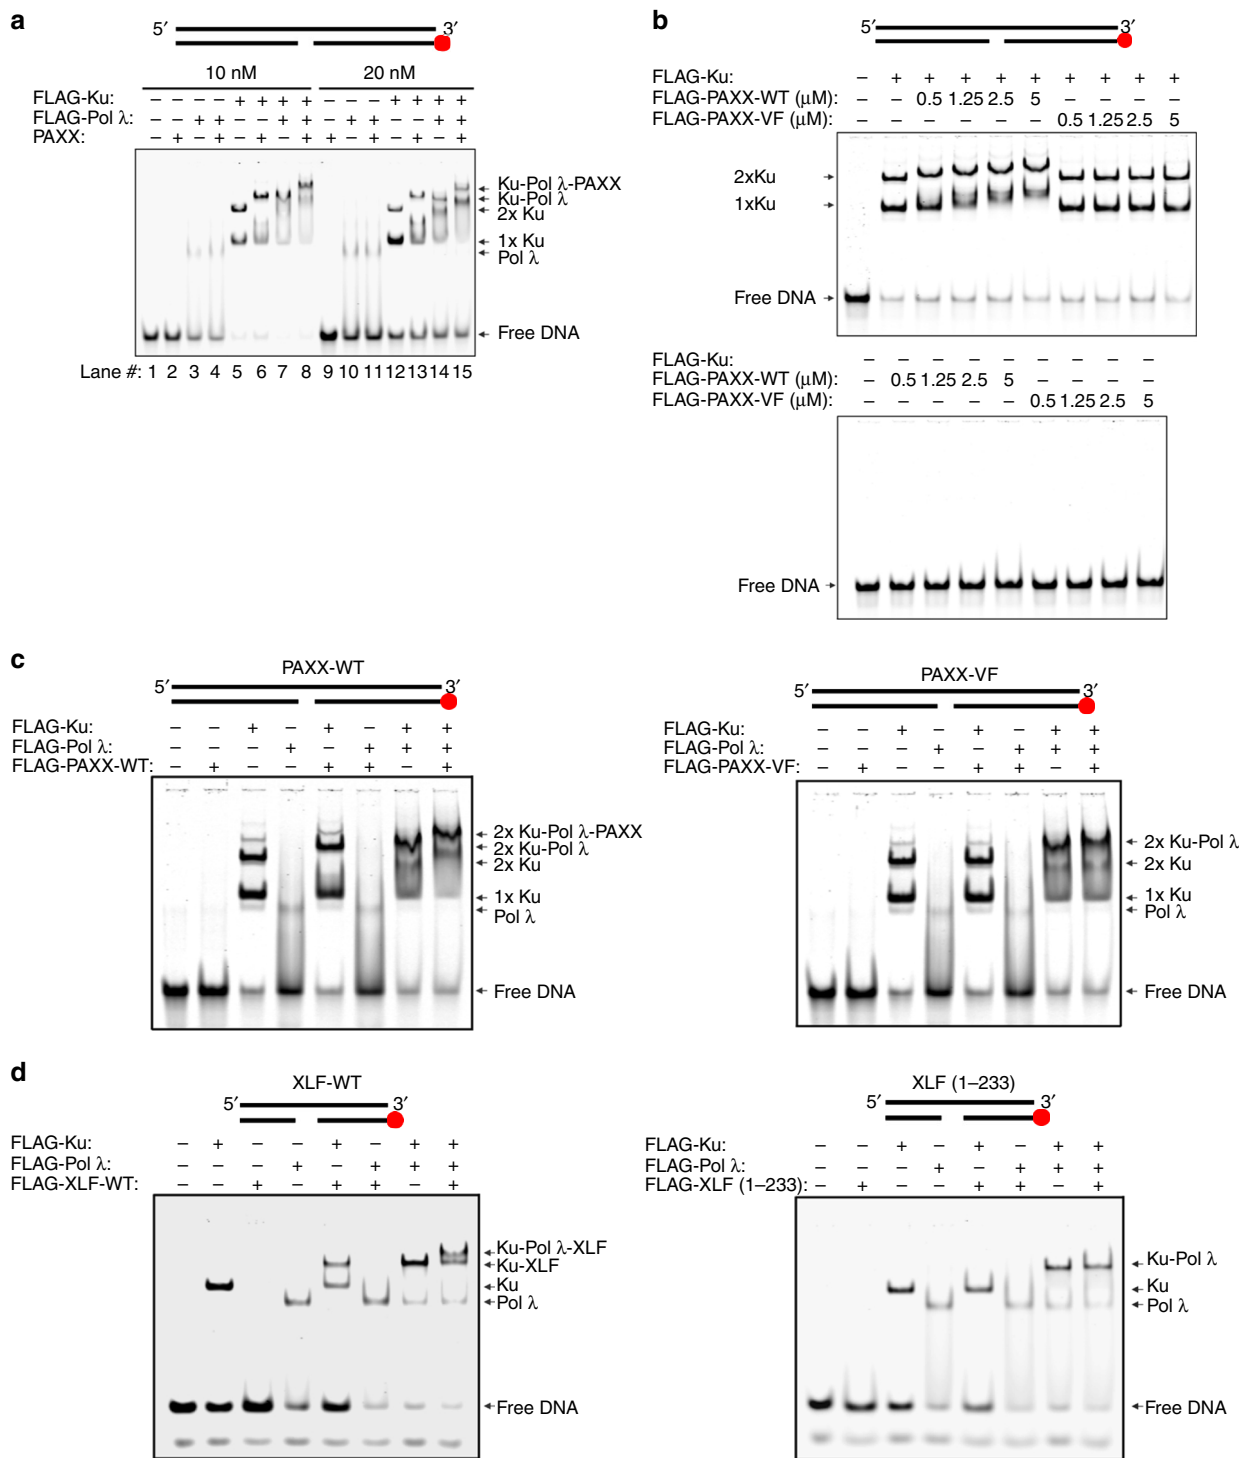 a
5′ 3′
10 nM 20 nM
FLAG-Ku: – – – – + + + + – – – + + + +
FLAG-Pol λ: – – + + – – + + – + + – – + +
PAXX: – + – + – + – + – – + – + – +
Ku-Pol λ-PAXX
Ku-Pol λ
2x Ku
1x Ku
Pol λ
Free DNA
Lane #: 1 2 3 4 5 6 7 8 9 10 11 12 13 14 15
b
5′ 3′
FLAG-Ku: – + + + + + + + + +
FLAG-PAXX-WT (μM): – – 0.5 1.25 2.5 5 – – – –
FLAG-PAXX-VF (μM): – – – – – – 0.5 1.25 2.5 5
2xKu
1xKu
Free DNA
FLAG-Ku: – – – – – – – – –
FLAG-PAXX-WT (μM): – 0.5 1.25 2.5 5 – – – –
FLAG-PAXX-VF (μM): – – – – – 0.5 1.25 2.5 5
Free DNA
c
PAXX-WT
5′ 3′
FLAG-Ku: – – + – + – + +
FLAG-Pol λ: – – – + – + + +
FLAG-PAXX-WT: – + – – + + – +
2x Ku-Pol λ-PAXX
2x Ku-Pol λ
2x Ku
1x Ku
Pol λ
Free DNA
PAXX-VF
5′ 3′
FLAG-Ku: – – + – + – + +
FLAG-Pol λ: – – – + – + + +
FLAG-PAXX-VF: – + – – + + – +
2x Ku-Pol λ
2x Ku
1x Ku
Pol λ
Free DNA
d
XLF-WT
5′ 3′
FLAG-Ku: – + – – + – + +
FLAG-Pol λ: – – – + – + + +
FLAG-XLF-WT: – – + – + + – +
Ku-Pol λ-XLF
Ku-XLF
Ku
Pol λ
Free DNA
XLF (1–233)
5′ 3′
FLAG-Ku: – – + – + – + +
FLAG-Pol λ: – – – + – + + +
FLAG-XLF (1–233): – + – – + + – +
Ku-Pol λ
Ku
Pol λ
Free DNA